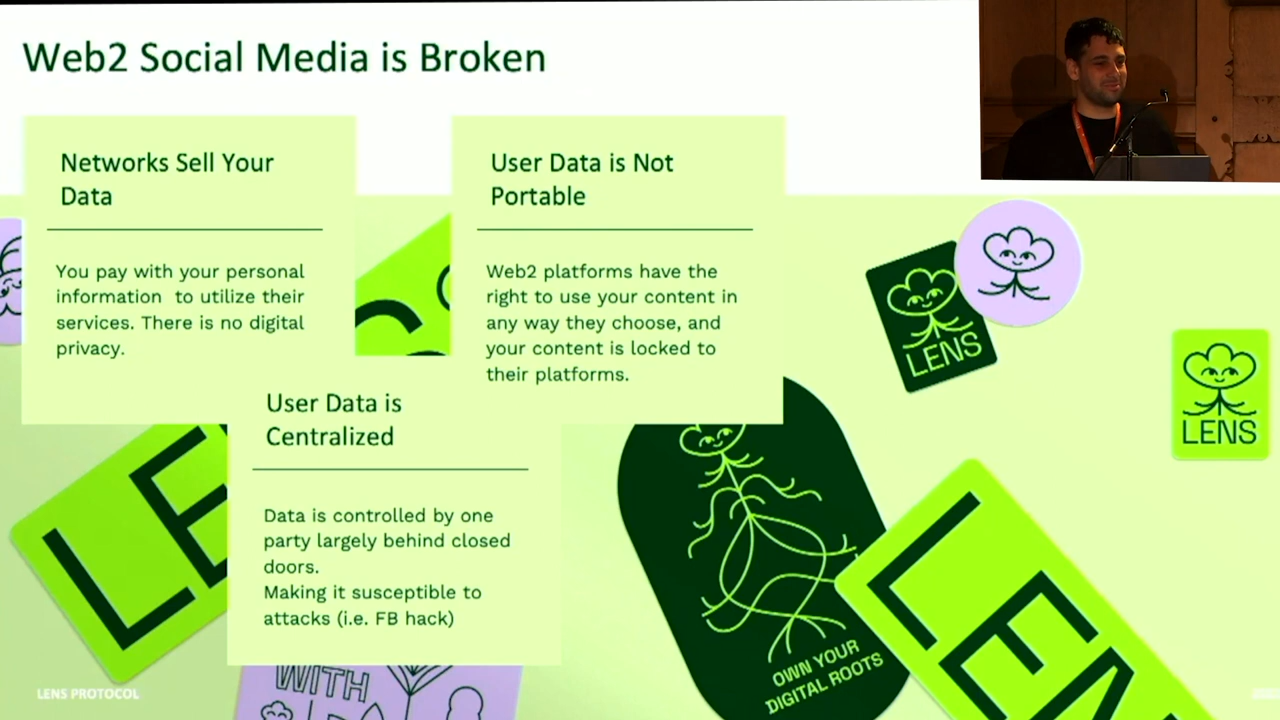 Web2 Social Media is Broken
Networks Sell Your
Data
You pay with your personal
information to utilize their
services. There is no digital
privacy.
User Data is Not
Portable
Web2 platforms have the
right to use your content in
any way they choose, and
your content is locked to
their platforms.
User Data is
Centralized
Data is controlled by one
party largely behind closed
doors.
Making it susceptible to
attacks (i.e. FB hack)
LENS
LENS
OWN YOUR
DIGITAL ROOTS
LE
LEN
WITH
LENS PROTOCOL